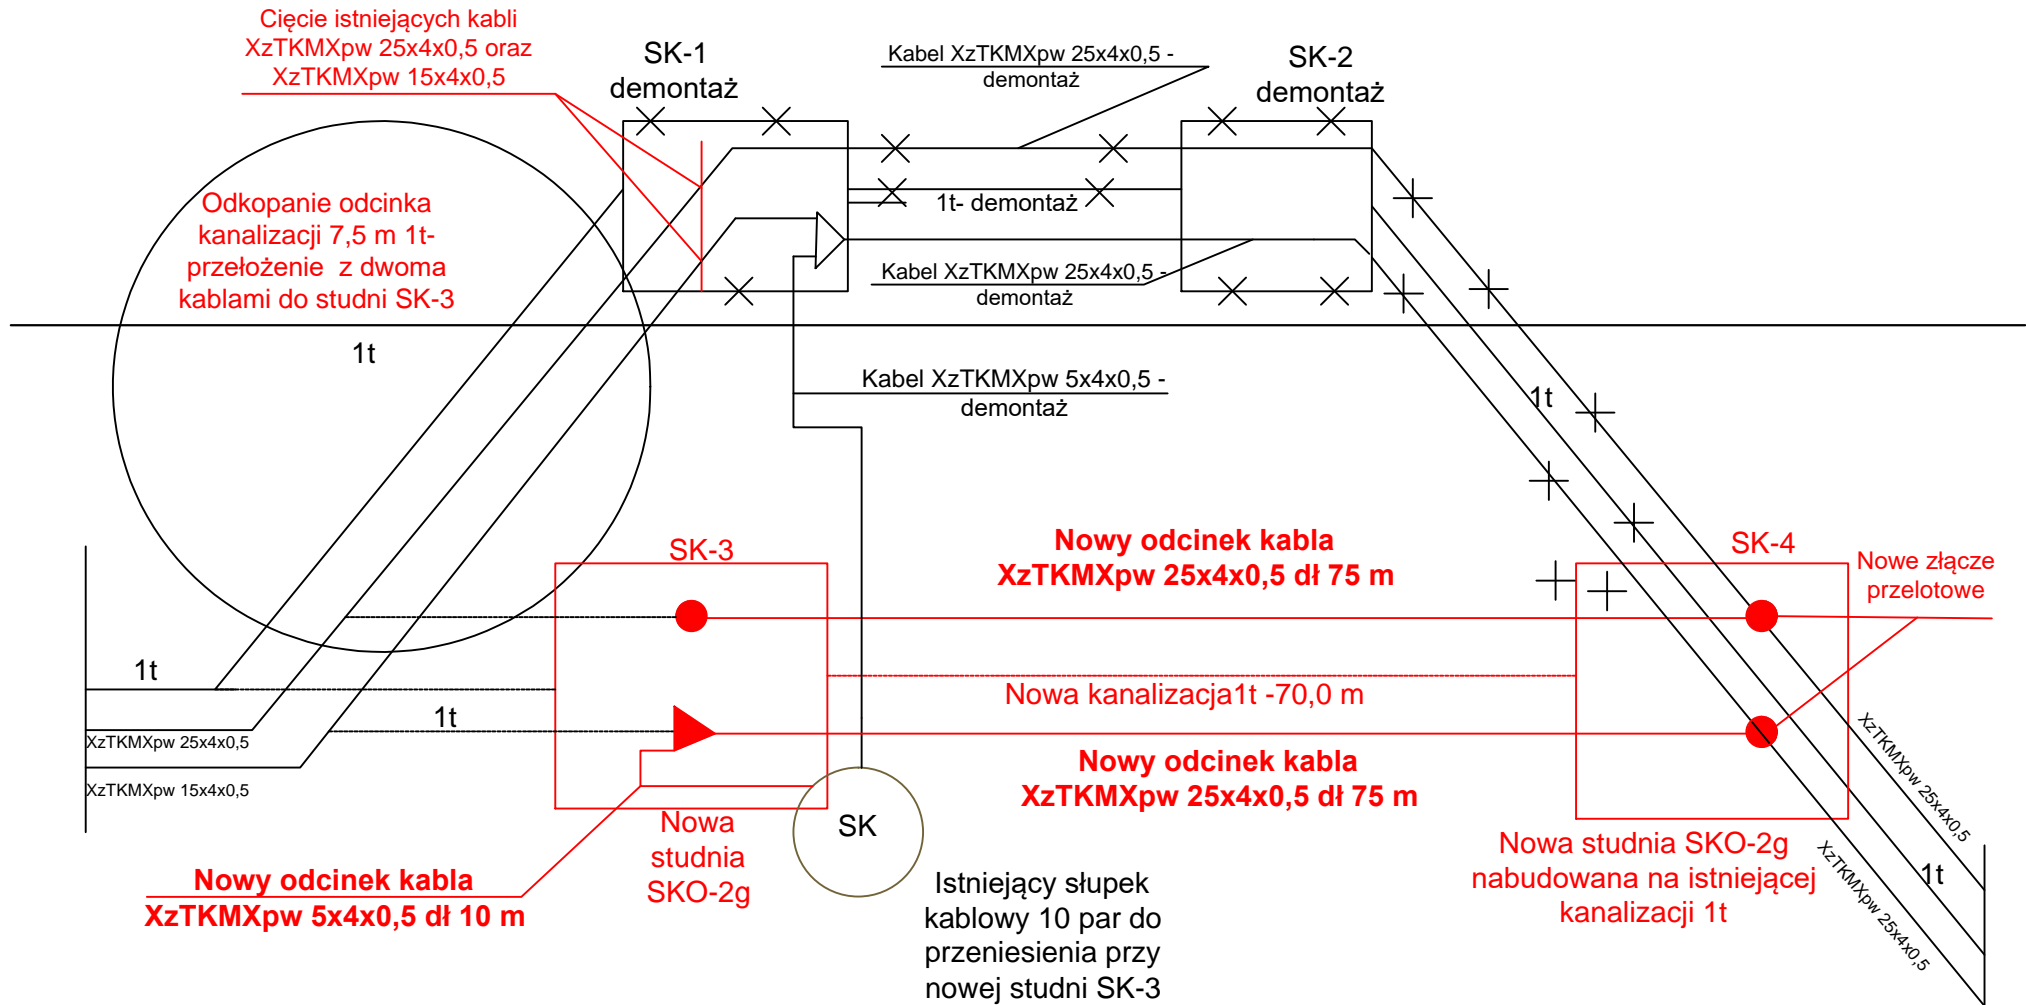 Cięcie istniejących kabli
XzTKMXpw 25x4x0,5 oraz
XzTKMXpw 15x4x0,5
SK-1
demontaż
Kabel XzTKMXpw 25x4x0,5 -
demontaż
SK-2
demontaż
Odkopanie odcinka
kanalizacji 7,5 m 1t-
przełożenie  z dwoma
kablami do studni SK-3
1t- demontaż
Kabel XzTKMXpw 25x4x0,5 -
demontaż
1t
Kabel XzTKMXpw 5x4x0,5 -
demontaż
1t
SK-3
Nowy odcinek kabla
XzTKMXpw 25x4x0,5 dł 75 m
SK-4
Nowe złącze
przelotowe
1t
Nowa kanalizacja1t -70,0 m
1t
XzTKMXpw 25x4x0,5
XzTKMXpw 15x4x0,5
Nowy odcinek kabla
XzTKMXpw 25x4x0,5 dł 75 m
XzTKMXpw 25x4x0,5
XzTKMXpw 25x4x0,5
1t
Nowa
studnia
SKO-2g
SK
Nowa studnia SKO-2g
nabudowana na istniejącej
kanalizacji 1t
Nowy odcinek kabla
XzTKMXpw 5x4x0,5 dł 10 m
Istniejący słupek
kablowy 10 par do
przeniesienia przy
nowej studni SK-3